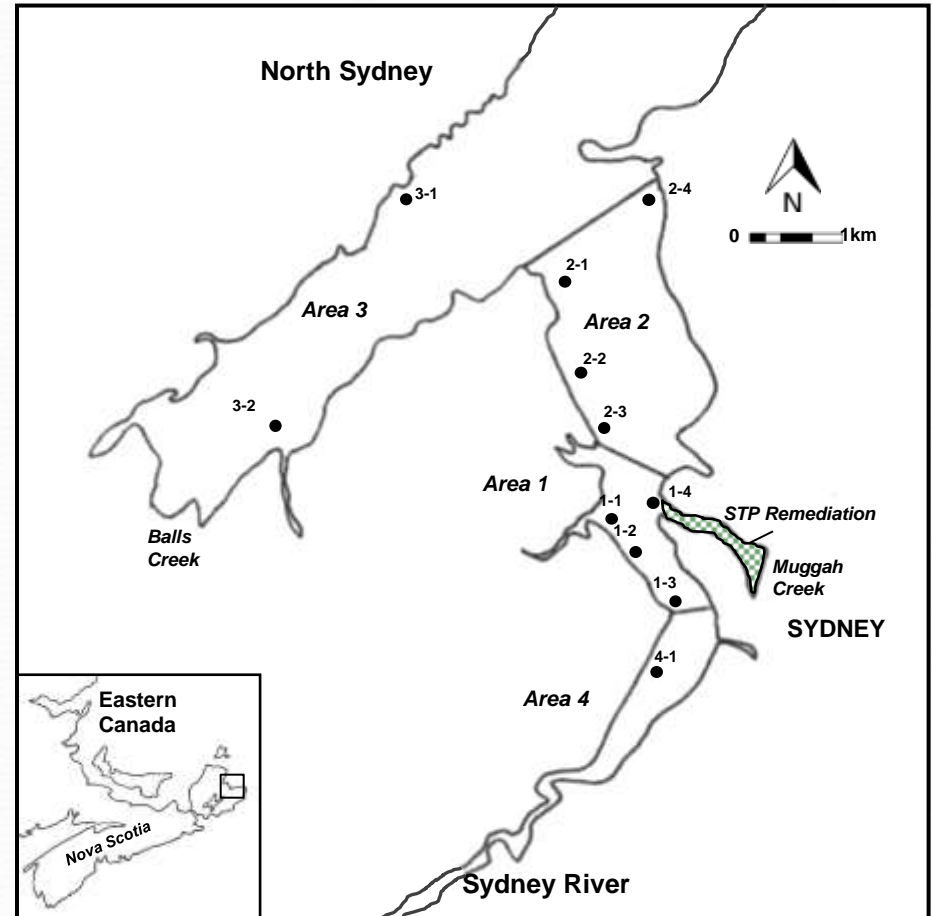 North Sydney
3-1
2-4
N
0 1km
2-1
Area 3
Area 2
2-2
3-2
2-3
Area 1
1-4
1-1
STP Remediation
1-2
Balls
Creek
Muggah
Creek
1-3
SYDNEY
4-1
Area 4
Eastern
Canada
Nova Scotia
Sydney River